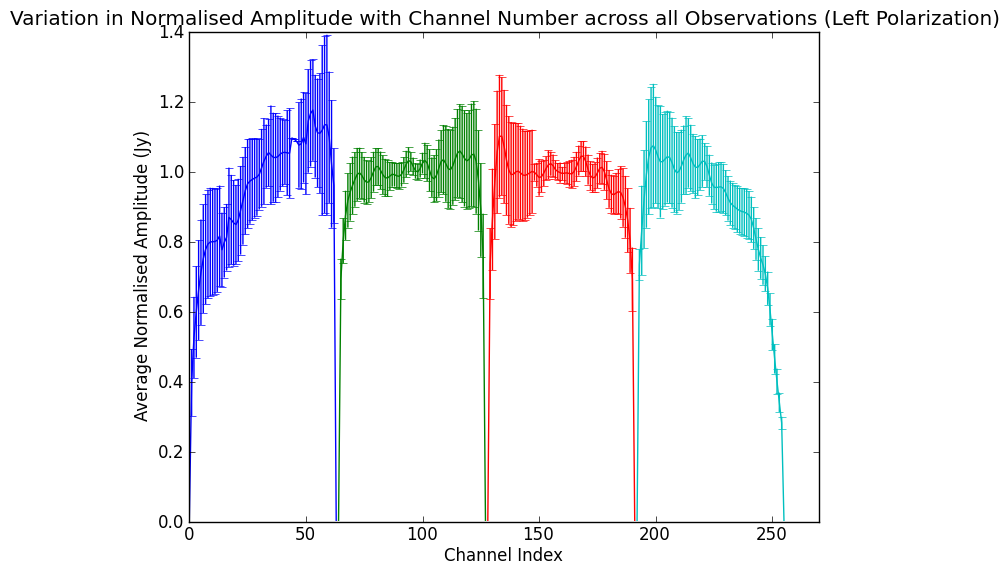 Variation in Normalised Amplitude with Channel Number across all Observations (Left Polarization)
1.4
1.2
1.0
0.8
0.6
0.4
0.2
0.0
Average Normalised Amplitude (Jy)
0 50 100 150 200 250
Channel Index